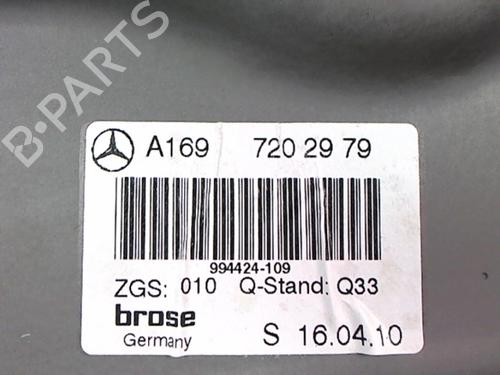 B-PARTS
A169 720 29 79
994424-109
ZGS: 010 Q-Stand: Q33
brose
Germany S 16.04.10